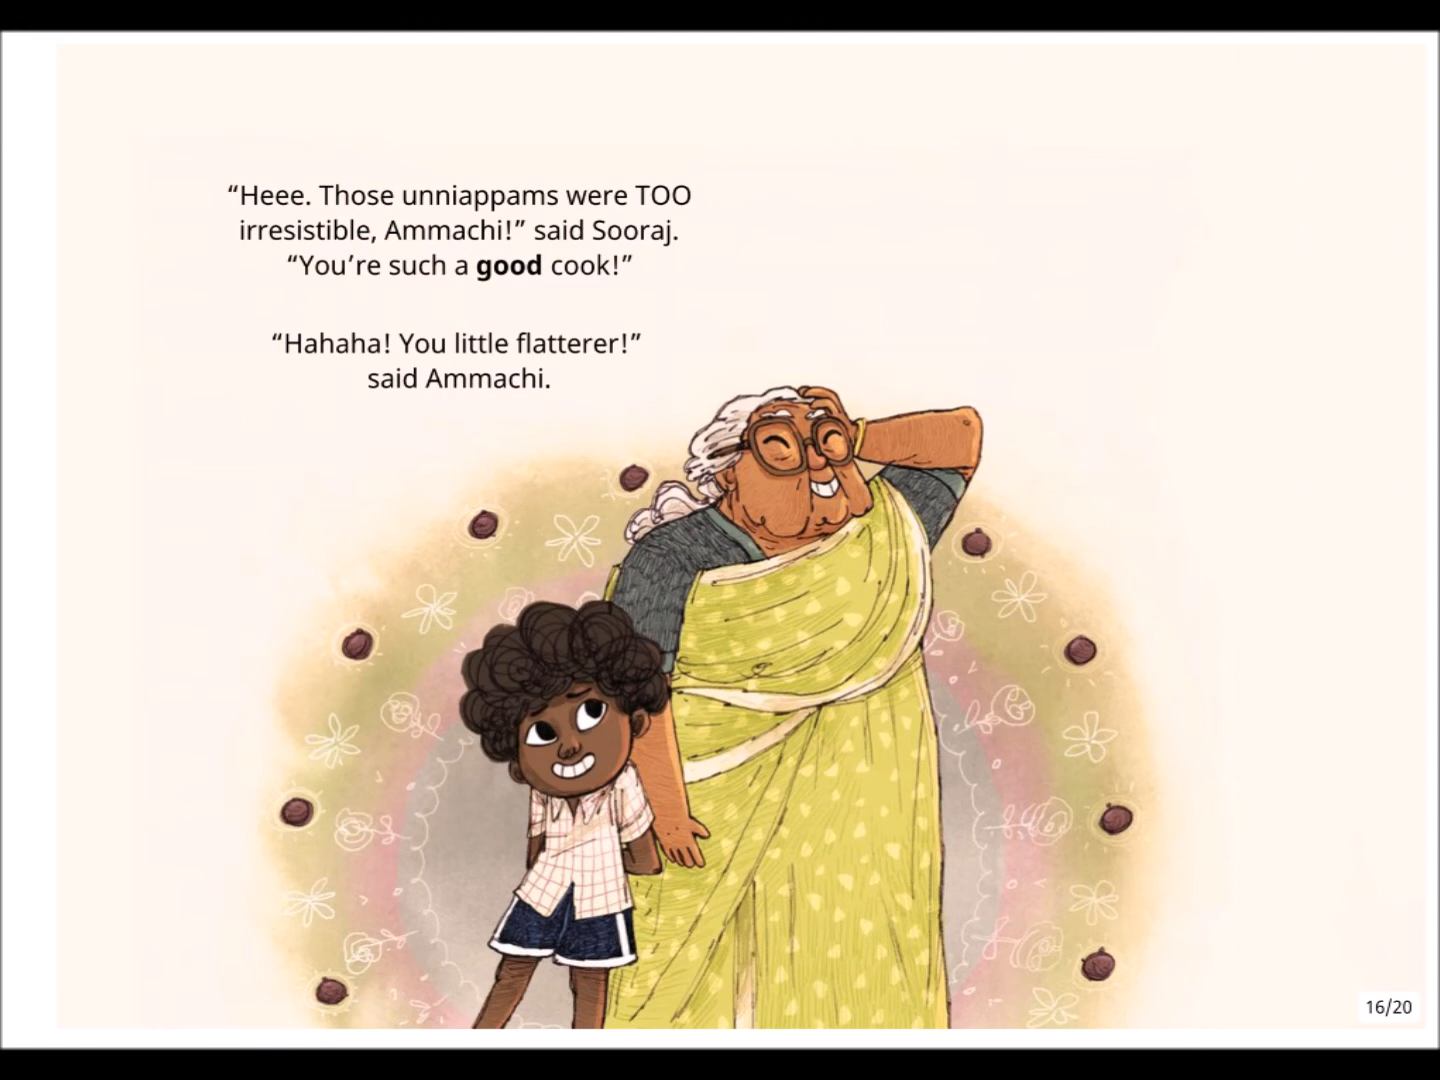 “Heee. Those unniappams were TOO
irresistible, Ammachi!” said Sooraj.
“You’re such a good cook!”
“Hahaha! You little flatterer!”
said Ammachi.
16/20